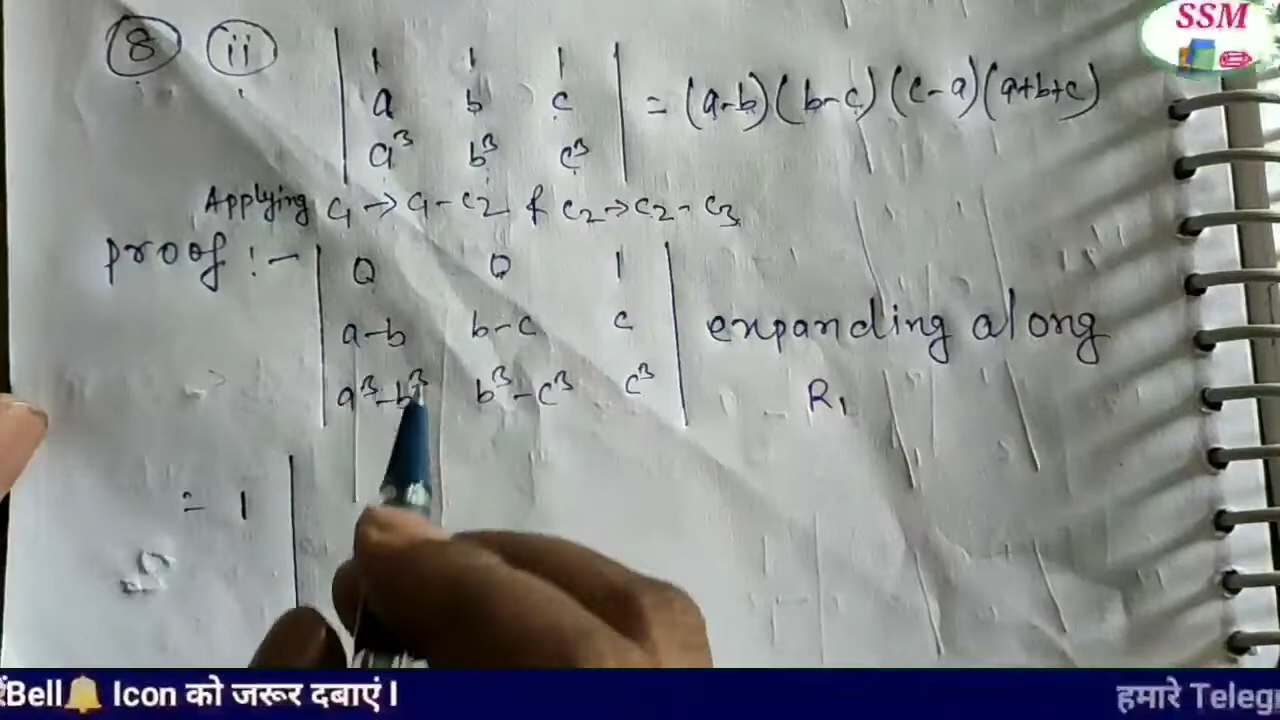 SSM
8 ii | 1 1 1 |
| a b c | = (a-b)(b-c)(c-a)(a+b+c)
| a³ b³ c³ |
Applying C₁→C₁-C₂ & C₂→C₂-C₃
proof :- | 0 0 1 |
| a-b b-c c | expanding along
| a³-b³ b³-c³ c³ | R₁
= 1 |
Bell🔔 Icon को जरूर दबाएं।
हमारे